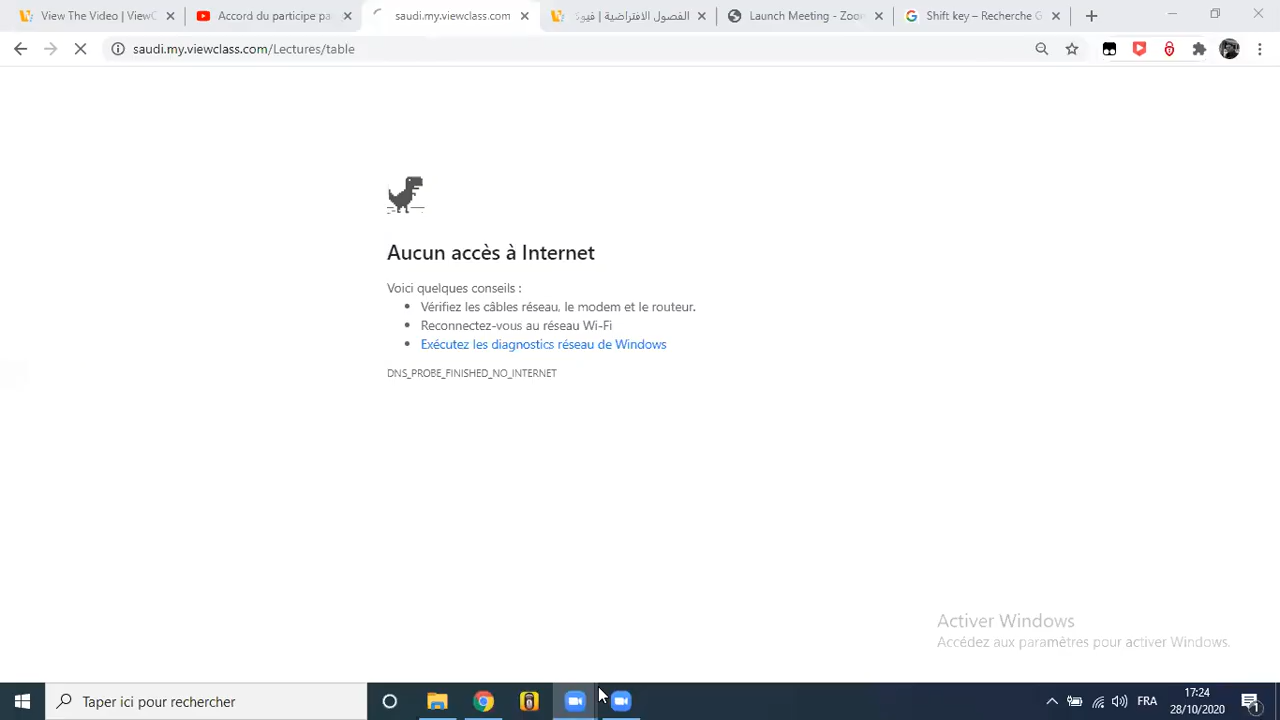 View The Video | ViewC
Accord du participe pa
saudi.my.viewclass.com
الفصول الافتراضية | فيوك
Launch Meeting - Zoom
Shift key – Recherche G
saudi.my.viewclass.com/Lectures/table
Aucun accès à Internet
Voici quelques conseils :
Vérifiez les câbles réseau, le modem et le routeur.
Reconnectez-vous au réseau Wi-Fi
Exécutez les diagnostics réseau de Windows
DNS_PROBE_FINISHED_NO_INTERNET
Activer Windows
Accédez aux paramètres pour activer Windows.
Taper ici pour rechercher
FRA
17:24
28/10/2020
1